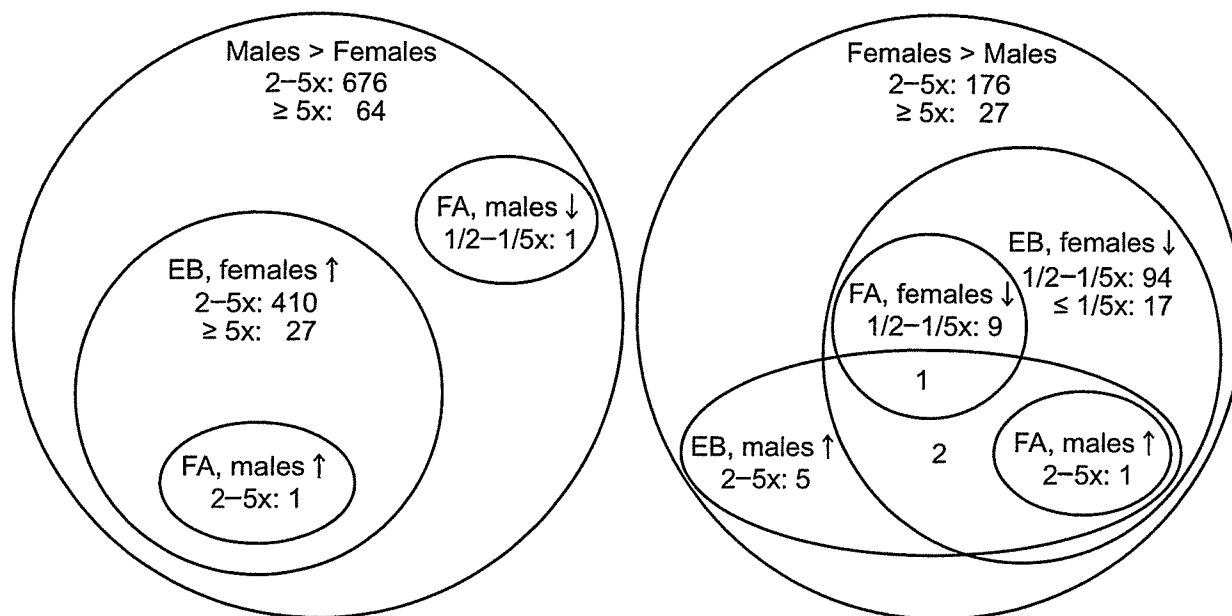 Males > Females
2–5x: 676
≥ 5x: 64
FA, males ↓
1/2–1/5x: 1
EB, females ↑
2–5x: 410
≥ 5x: 27
FA, males ↑
2–5x: 1
Females > Males
2–5x: 176
≥ 5x: 27
EB, females ↓
1/2–1/5x: 94
≤ 1/5x: 17
FA, females ↓
1/2–1/5x: 9
1
EB, males ↑
2–5x: 5
2
FA, males ↑
2–5x: 1